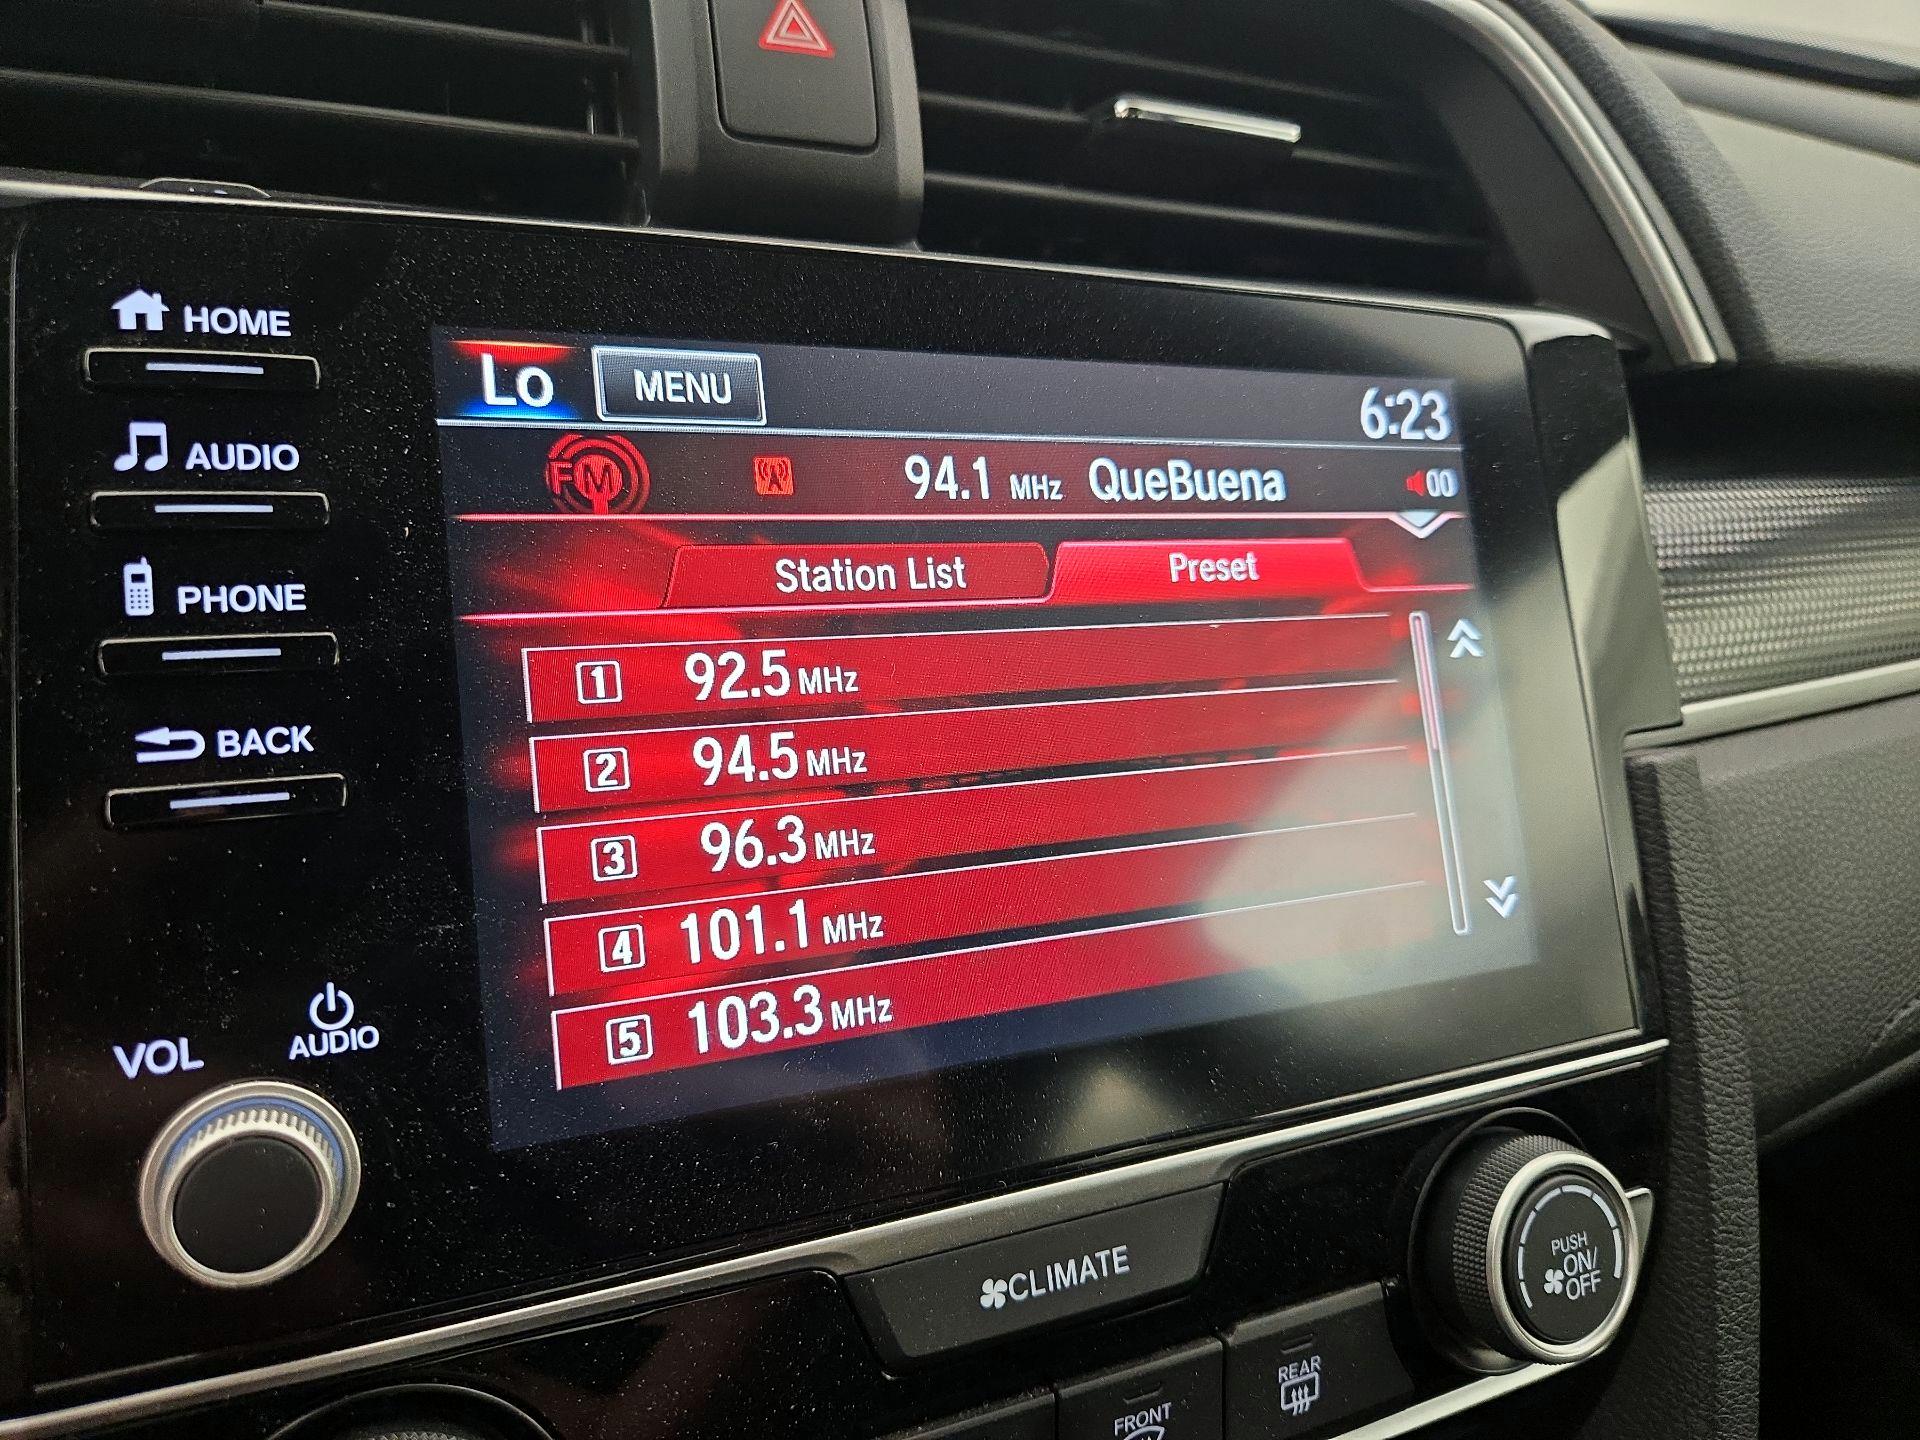 HOME
AUDIO
PHONE
BACK
VOL
AUDIO
LO MENU 6:23
FM 94.1 MHz QueBuena 00
Station List Preset
1 92.5 MHz
2 94.5 MHz
3 96.3 MHz
4 101.1 MHz
5 103.3 MHz
CLIMATE
PUSH
ON/
OFF
FRONT
REAR